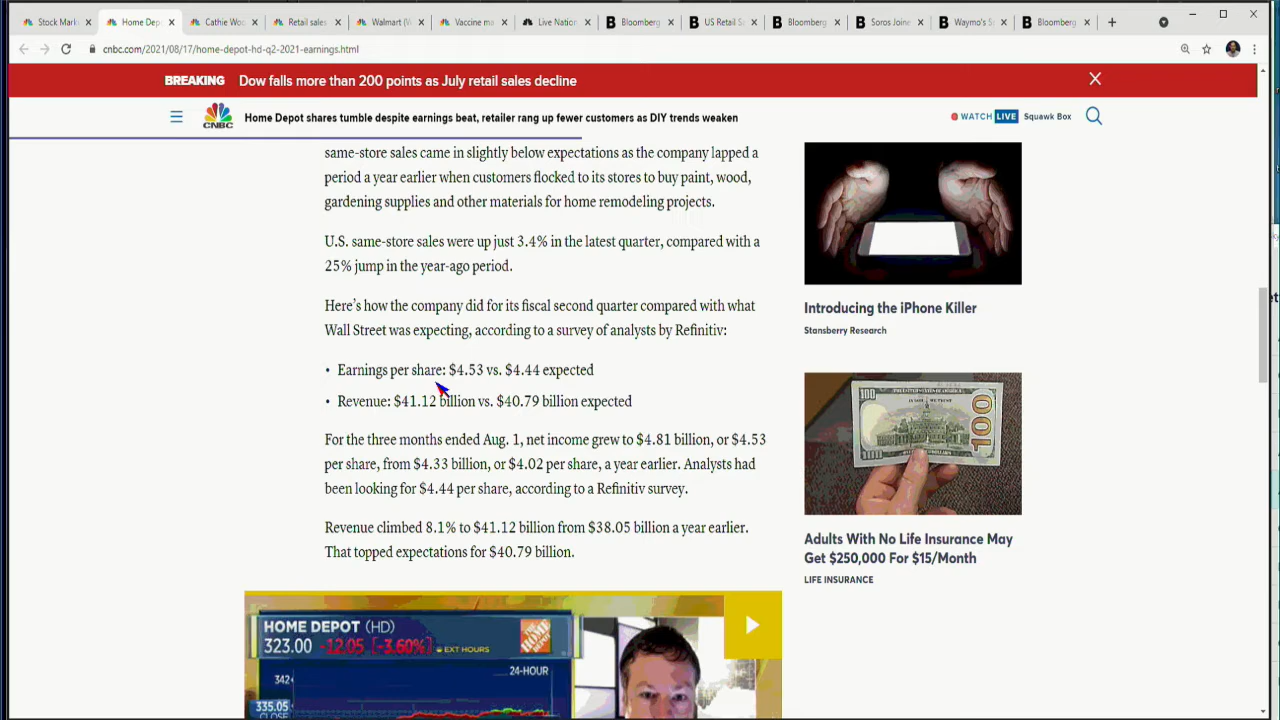 Stock Mark
Home Dep
Cathie Woo
Retail sales
Walmart (W
Vaccine ma
Live Nation
Bloomberg
US Retail Sa
Bloomberg
Soros Joine
Waymo's S
Bloomberg
cnbc.com/2021/08/17/home-depot-hd-q2-2021-earnings.html
BREAKING Dow falls more than 200 points as July retail sales decline
CNBC
Home Depot shares tumble despite earnings beat, retailer rang up fewer customers as DIY trends weaken
WATCH LIVE Squawk Box
same-store sales came in slightly below expectations as the company lapped a
period a year earlier when customers flocked to its stores to buy paint, wood,
gardening supplies and other materials for home remodeling projects.
U.S. same-store sales were up just 3.4% in the latest quarter, compared with a
25% jump in the year-ago period.
Here's how the company did for its fiscal second quarter compared with what
Wall Street was expecting, according to a survey of analysts by Refinitiv:
• Earnings per share: $4.53 vs. $4.44 expected
• Revenue: $41.12 billion vs. $40.79 billion expected
For the three months ended Aug. 1, net income grew to $4.81 billion, or $4.53
per share, from $4.33 billion, or $4.02 per share, a year earlier. Analysts had
been looking for $4.44 per share, according to a Refinitiv survey.
Revenue climbed 8.1% to $41.12 billion from $38.05 billion a year earlier.
That topped expectations for $40.79 billion.
HOME DEPOT (HD)
323.00 -12.05 [-3.60%] EXT HOURS
24-HOUR
342
335.05
CLOSE
Introducing the iPhone Killer
Stansberry Research
100
100
Adults With No Life Insurance May
Get $250,000 For $15/Month
LIFE INSURANCE